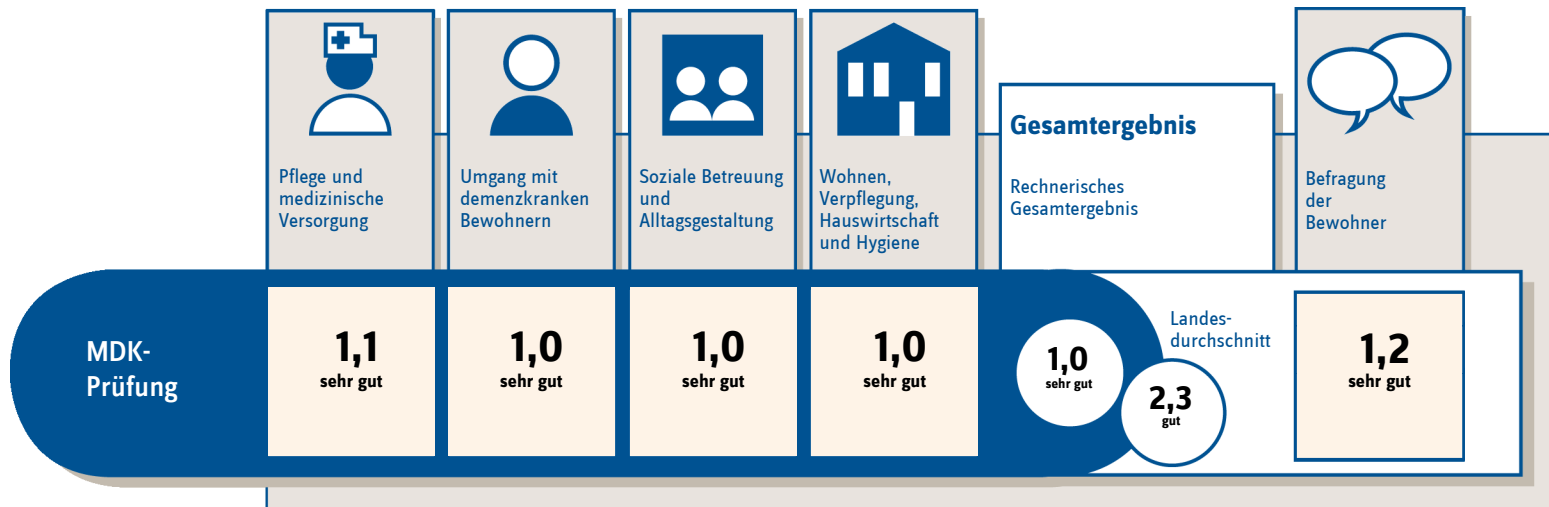 Pflege und
medizinische
Versorgung
Umgang mit
demenzkranken
Bewohnern
Soziale Betreuung
und
Alltagsgestaltung
Wohnen,
Verpflegung,
Hauswirtschaft
und Hygiene
Gesamtergebnis
Rechnerisches
Gesamtergebnis
Befragung
der
Bewohner
MDK-
Prüfung
1,1
sehr gut
1,0
sehr gut
1,0
sehr gut
1,0
sehr gut
1,0
sehr gut
Landes-
durchschnitt
2,3
gut
1,2
sehr gut